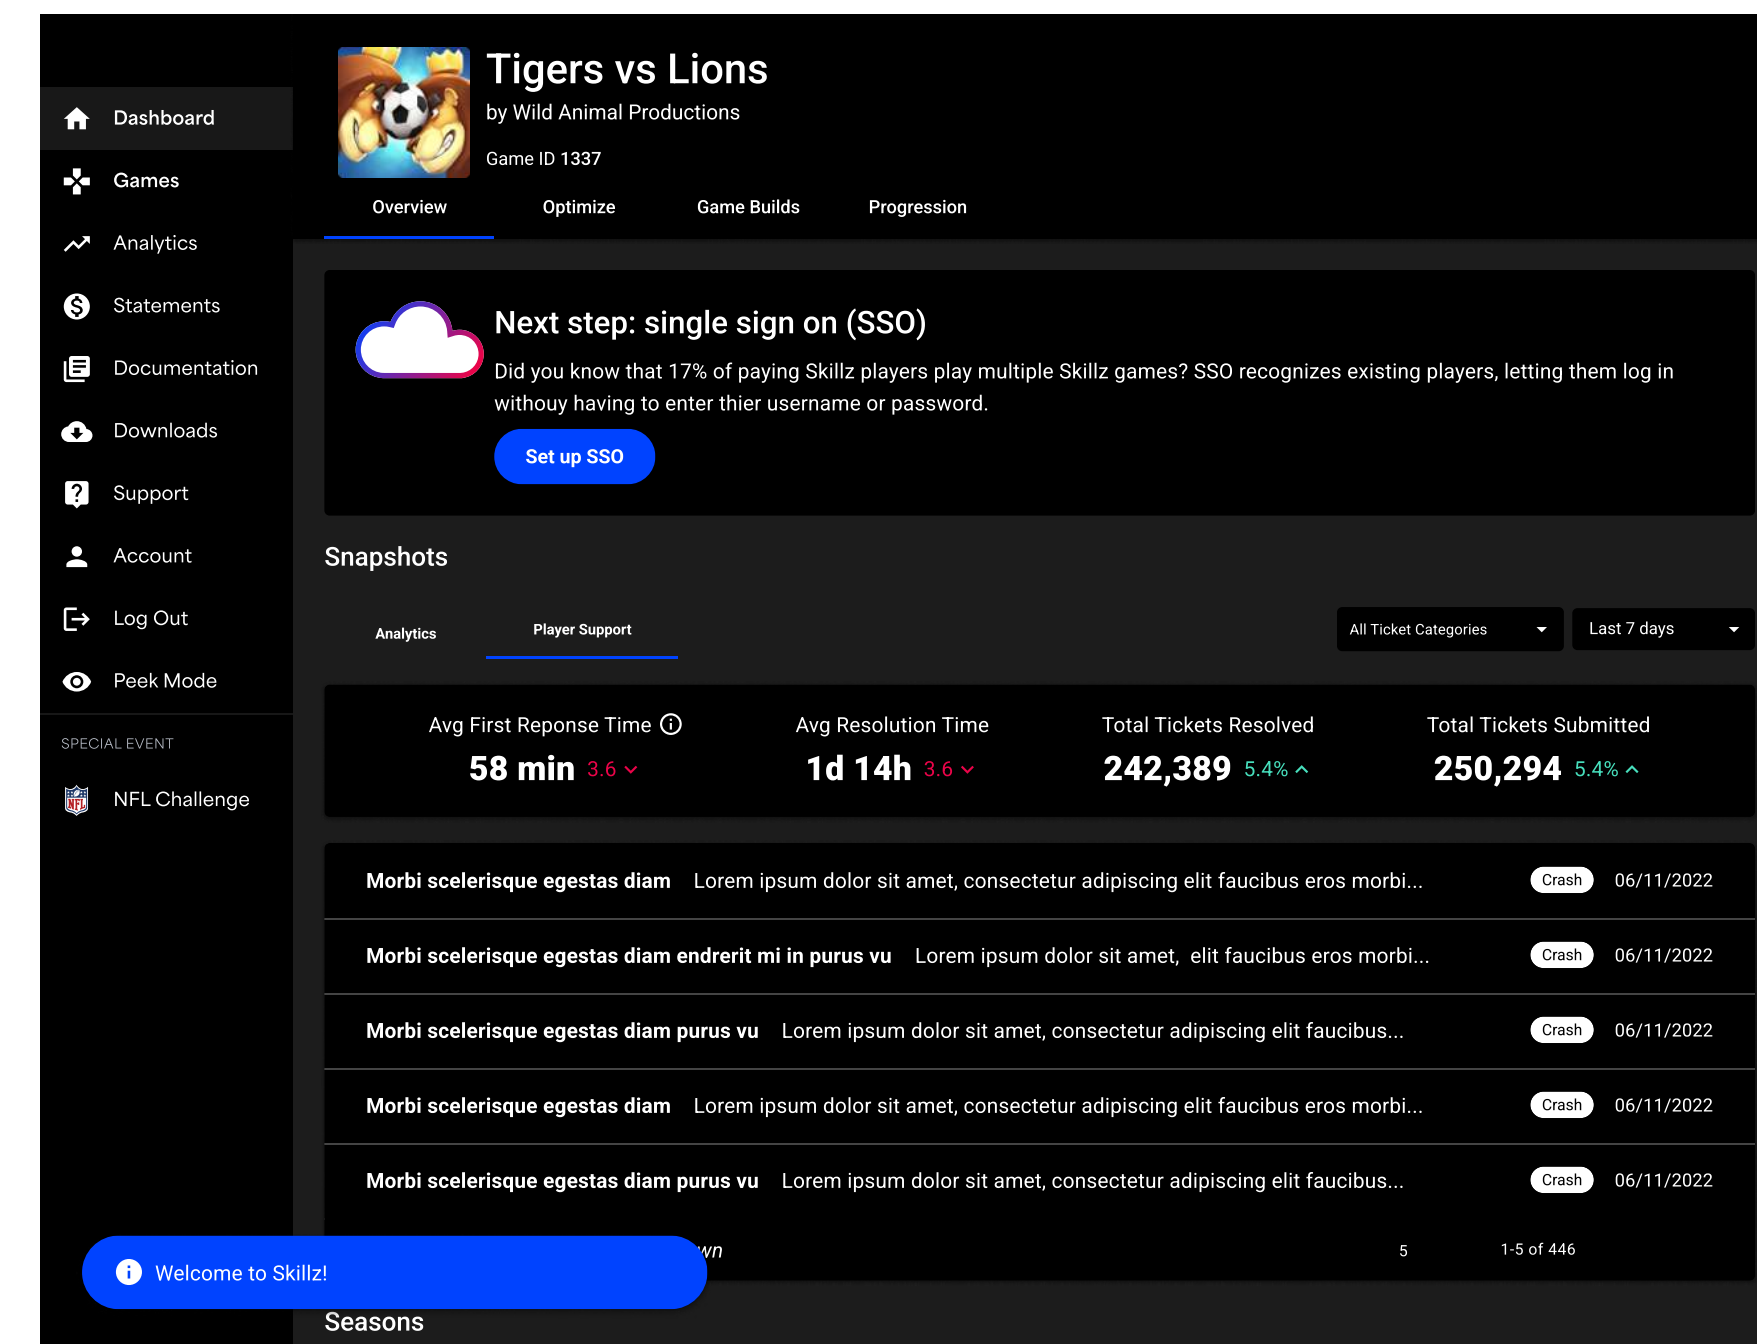 Tigers vs Lions
by Wild Animal Productions
Game ID 1337
Overview Optimize Game Builds Progression
Dashboard
Games
Analytics
Statements
Documentation
Downloads
Support
Account
Log Out
Peek Mode
SPECIAL EVENT
NFL
NFL Challenge
Next step: single sign on (SSO)
Did you know that 17% of paying Skillz players play multiple Skillz games? SSO recognizes existing players, letting them log in
withouy having to enter thier username or password.
Set up SSO
Snapshots
Analytics Player Support All Ticket Categories Last 7 days
Avg First Reponse Time Avg Resolution Time Total Tickets Resolved Total Tickets Submitted
58 min 3.6 1d 14h 3.6 242,389 5.4% 250,294 5.4%
Morbi scelerisque egestas diam Lorem ipsum dolor sit amet, consectetur adipiscing elit faucibus eros morbi... Crash 06/11/2022
Morbi scelerisque egestas diam endrerit mi in purus vu Lorem ipsum dolor sit amet, elit faucibus eros morbi... Crash 06/11/2022
Morbi scelerisque egestas diam purus vu Lorem ipsum dolor sit amet, consectetur adipiscing elit faucibus... Crash 06/11/2022
Morbi scelerisque egestas diam Lorem ipsum dolor sit amet, consectetur adipiscing elit faucibus eros morbi... Crash 06/11/2022
Morbi scelerisque egestas diam purus vu Lorem ipsum dolor sit amet, consectetur adipiscing elit faucibus... Crash 06/11/2022
5 1-5 of 446
Welcome to Skillz!
Seasons